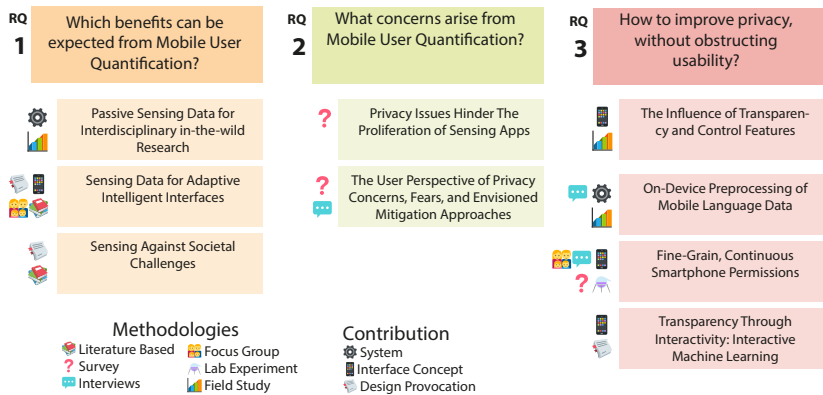 RQ
1
Which benefits can be
expected from Mobile User
Quantification?
Passive Sensing Data for
Interdisciplinary in-the-wild
Research
Sensing Data for Adaptive
Intelligent Interfaces
Sensing Against Societal
Challenges
RQ
2
What concerns arise from
Mobile User Quantification?
Privacy Issues Hinder The
Proliferation of Sensing Apps
The User Perspective of Privacy
Concerns, Fears, and Envisioned
Mitigation Approaches
RQ
3
How to improve privacy,
without obstructing
usability?
The Influence of Transparen-
cy and Control Features
On-Device Preprocessing of
Mobile Language Data
Fine-Grain, Continuous
Smartphone Permissions
Transparency Through
Interactivity: Interactive
Machine Learning
Methodologies
Literature Based
Survey
Interviews
Focus Group
Lab Experiment
Field Study
Contribution
System
Interface Concept
Design Provocation